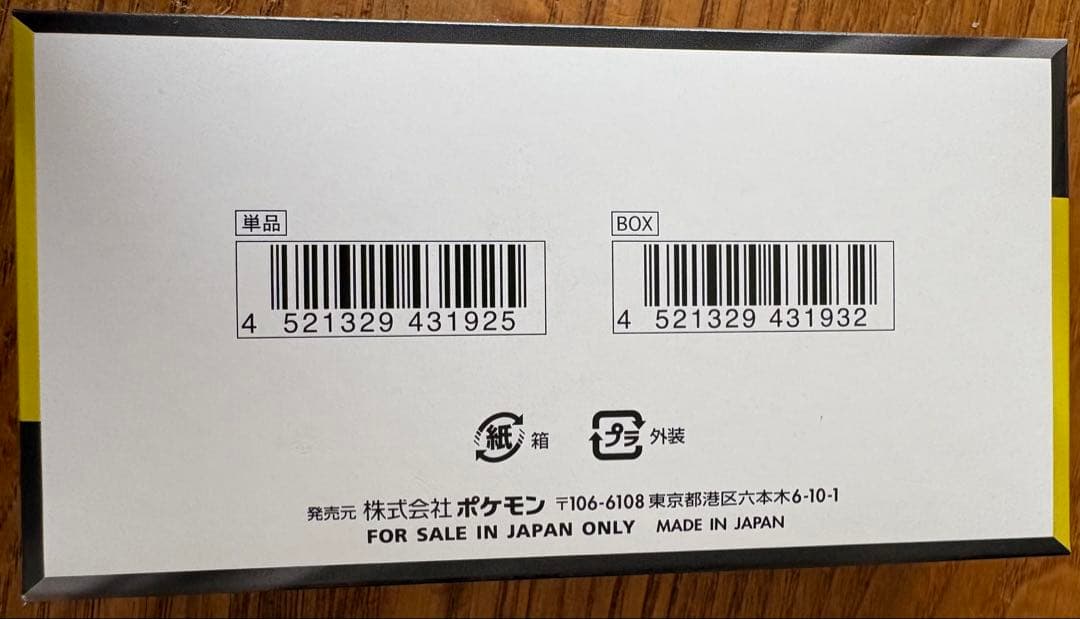 単品
BOX
4 521329 431925
4 521329 431932
紙 箱
プラ 外装
発売元 株式会社ポケモン 〒106-6108 東京都港区六本木6-10-1
FOR SALE IN JAPAN ONLY MADE IN JAPAN